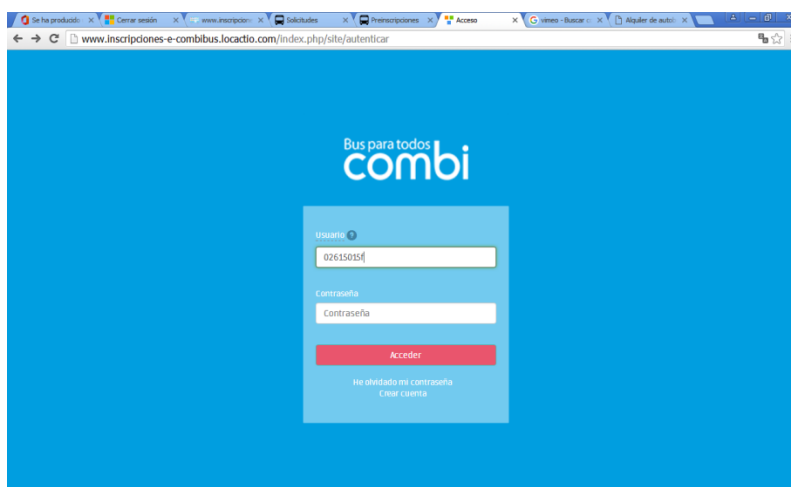 Se ha producido
Cerrar sesión
www.inscripcion
Solicitudes
Preinscripciones
Acceso
vimeo - Buscar c
Alquiler de autob
www.inscripciones-e-combibus.locactio.com/index.php/site/autenticar
Bus para todos
combi
Usuario ?
02615015f
Contraseña
Contraseña
Acceder
He olvidado mi contraseña
Crear cuenta